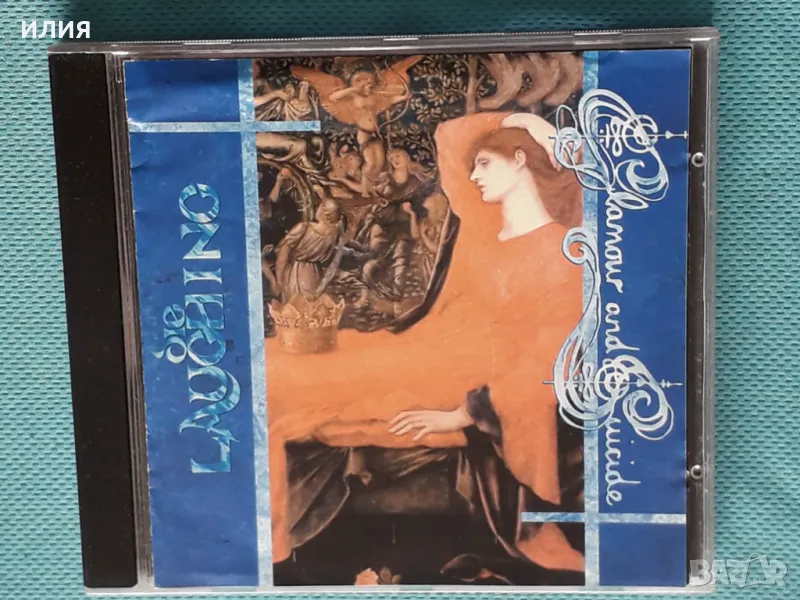 илия
die
LAUGHING
Glamour and Suicide
BAZAR